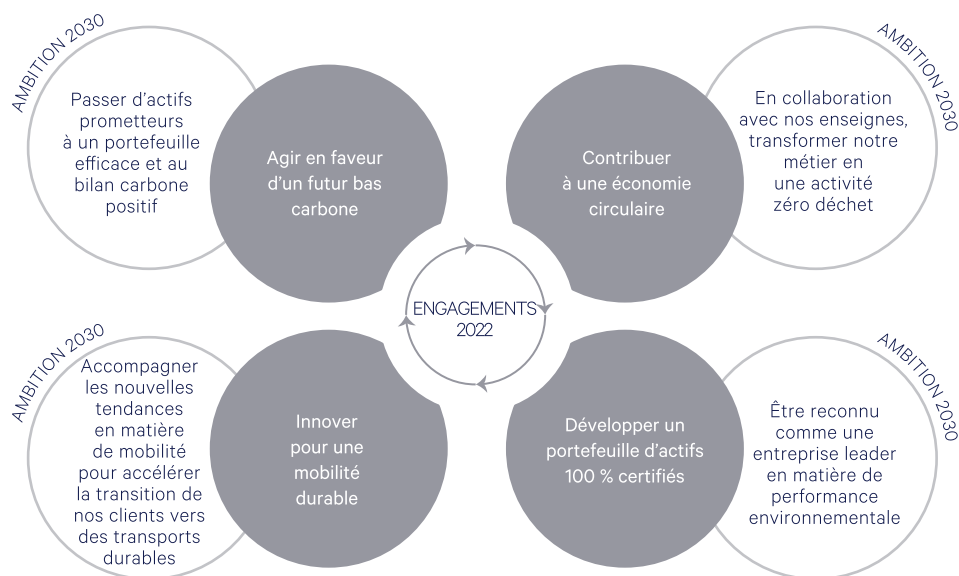 AMBITION 2030
Passer d'actifs
prometteurs
à un portefeuille
efficace et au
bilan carbone
positif
Agir en faveur
d'un futur bas
carbone
Contribuer
à une économie
circulaire
AMBITION 2030
En collaboration
avec nos enseignes,
transformer notre
métier en
une activité
zéro déchet
ENGAGEMENTS
2022
AMBITION 2030
Accompagner
les nouvelles
tendances
en matière
de mobilité
pour accélérer
la transition de
nos clients vers
des transports
durables
Innover
pour une
mobilité
durable
Développer un
portefeuille d'actifs
100 % certifiés
AMBITION 2030
Être reconnu
comme une
entreprise leader
en matière de
performance
environnementale